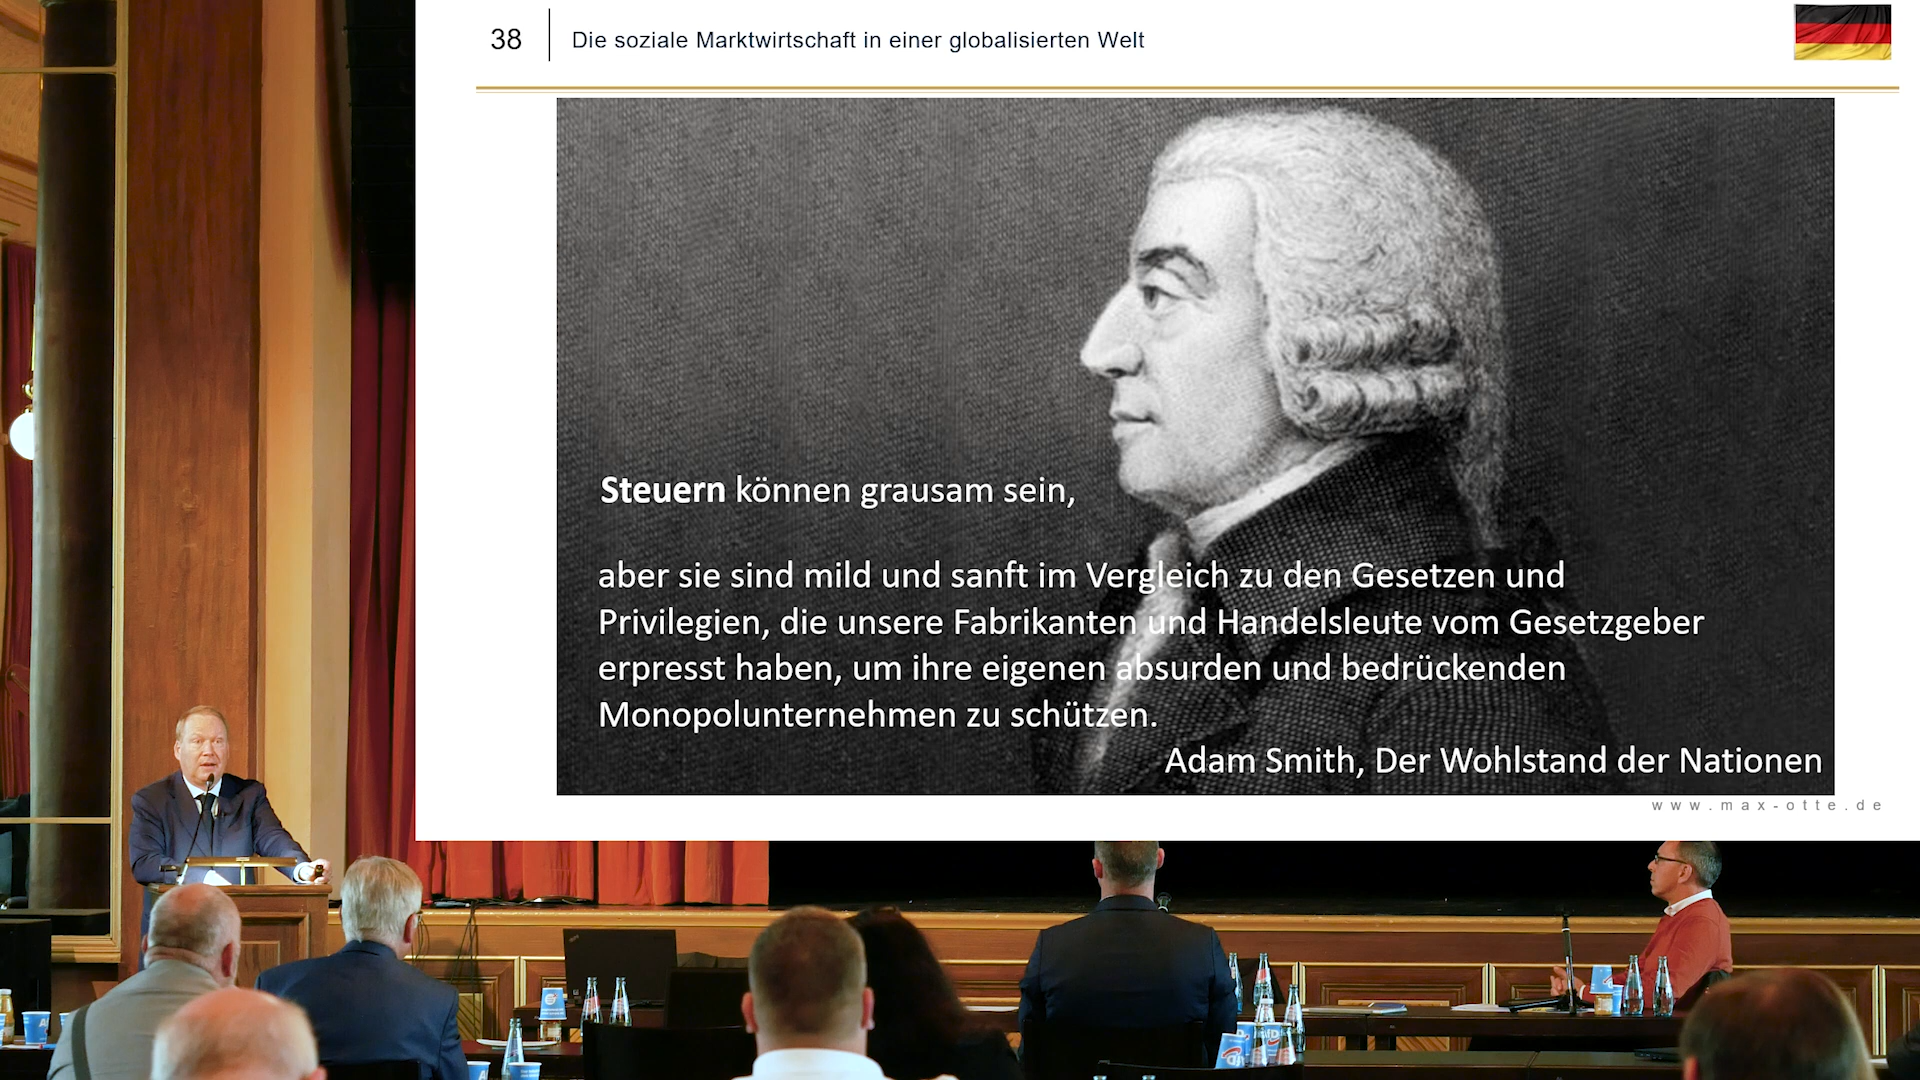 38
Die soziale Marktwirtschaft in einer globalisierten Welt
Steuern können grausam sein,
aber sie sind mild und sanft im Vergleich zu den Gesetzen und
Privilegien, die unsere Fabrikanten und Handelsleute vom Gesetzgeber
erpresst haben, um ihre eigenen absurden und bedrückenden
Monopolunternehmen zu schützen.
Adam Smith, Der Wohlstand der Nationen
www.max-otte.de